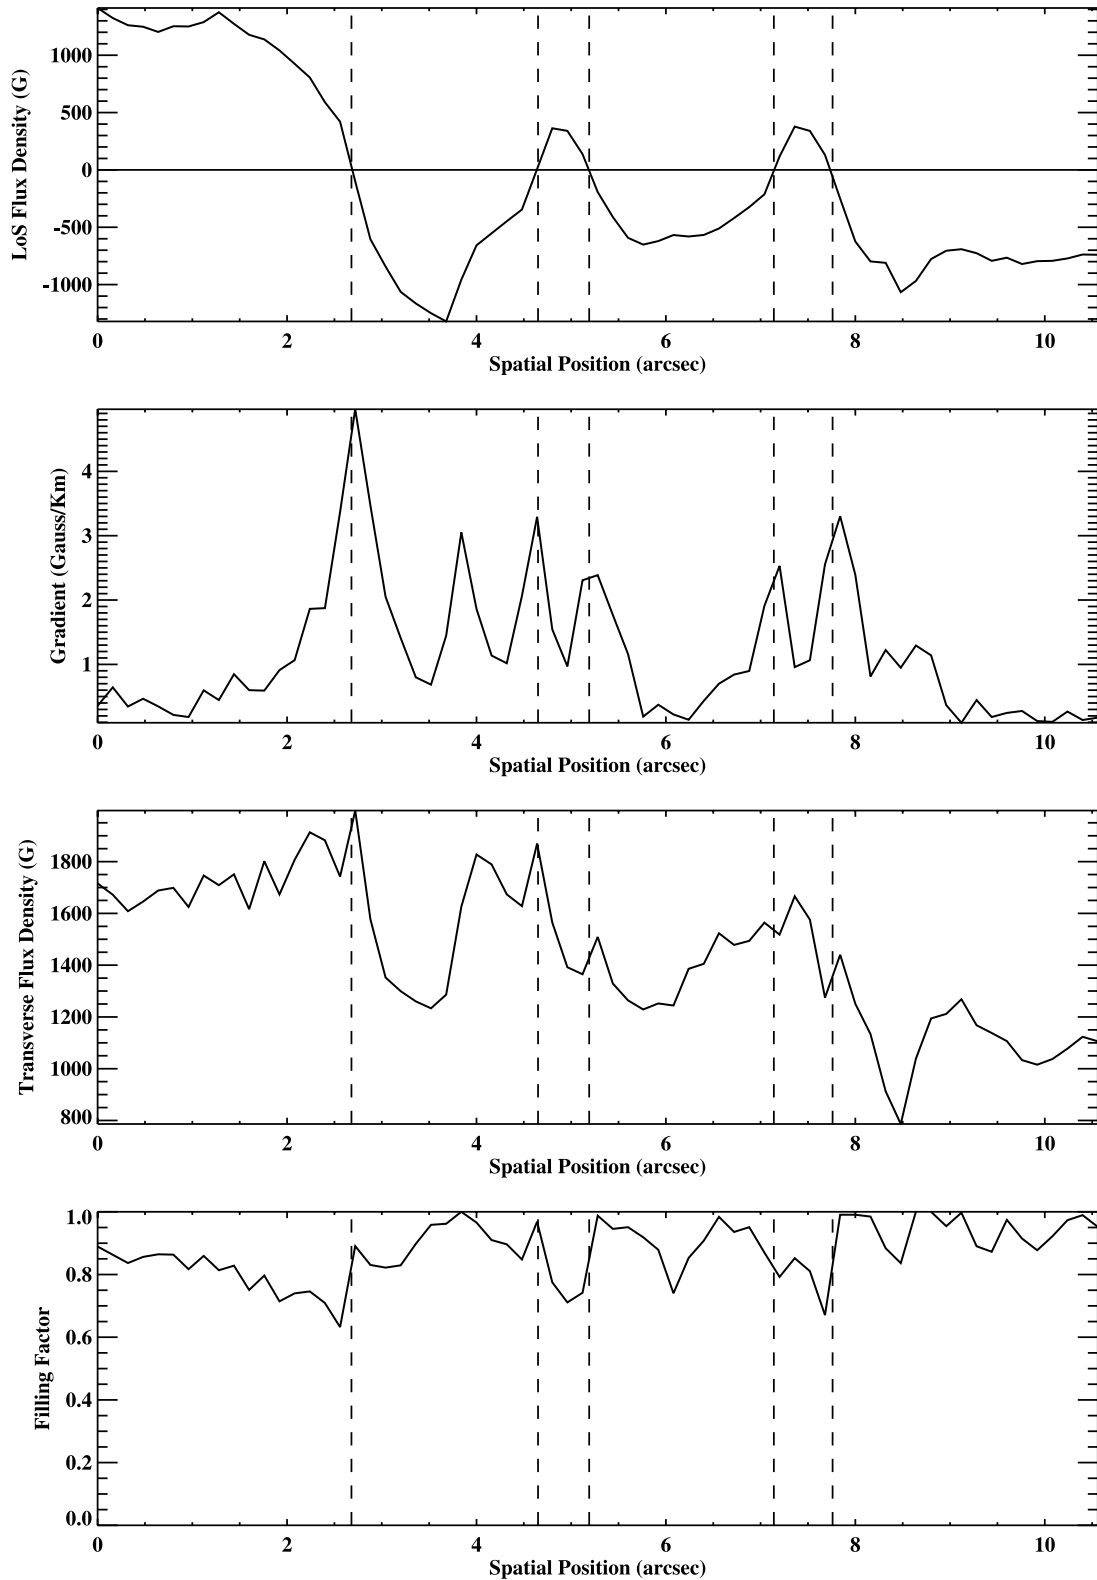 LoS Flux Density (G)
1000
500
0
-500
-1000
0 2 4 6 8 10
Spatial Position (arcsec)
Gradient (Gauss/Km)
4
3
2
1
0 2 4 6 8 10
Spatial Position (arcsec)
Transverse Flux Density (G)
1800
1600
1400
1200
1000
800
0 2 4 6 8 10
Spatial Position (arcsec)
Filling Factor
1.0
0.8
0.6
0.4
0.2
0.0
0 2 4 6 8 10
Spatial Position (arcsec)